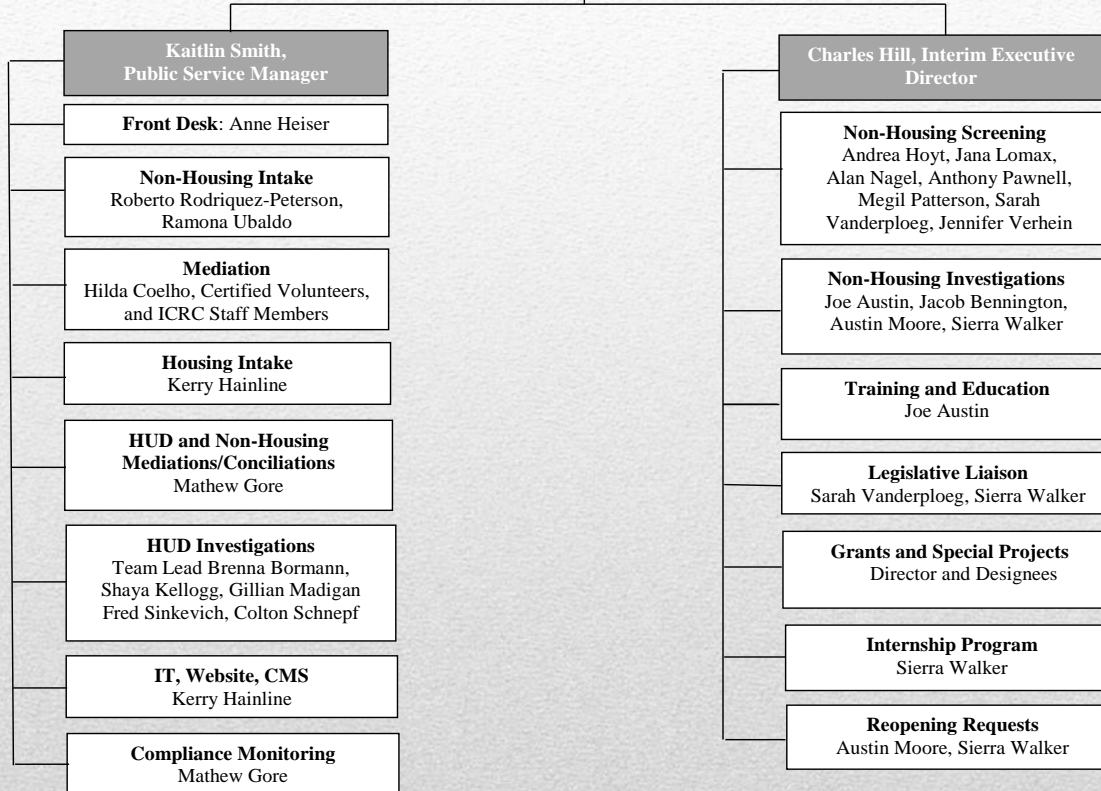 Kaitlin Smith,
Public Service Manager
Front Desk: Anne Heiser
Non-Housing Intake
Roberto Rodriquez-Peterson,
Ramona Ubaldo
Mediation
Hilda Coelho, Certified Volunteers,
and ICRC Staff Members
Housing Intake
Kerry Hainline
HUD and Non-Housing
Mediations/Conciliations
Mathew Gore
HUD Investigations
Team Lead Brenna Bormann,
Shaya Kellogg, Gillian Madigan
Fred Sinkevich, Colton Schnepf
IT, Website, CMS
Kerry Hainline
Compliance Monitoring
Mathew Gore
Charles Hill, Interim Executive
Director
Non-Housing Screening
Andrea Hoyt, Jana Lomax,
Alan Nagel, Anthony Pawnell,
Megil Patterson, Sarah
Vanderploeg, Jennifer Verhein
Non-Housing Investigations
Joe Austin, Jacob Bennington,
Austin Moore, Sierra Walker
Training and Education
Joe Austin
Legislative Liaison
Sarah Vanderploeg, Sierra Walker
Grants and Special Projects
Director and Designees
Internship Program
Sierra Walker
Reopening Requests
Austin Moore, Sierra Walker